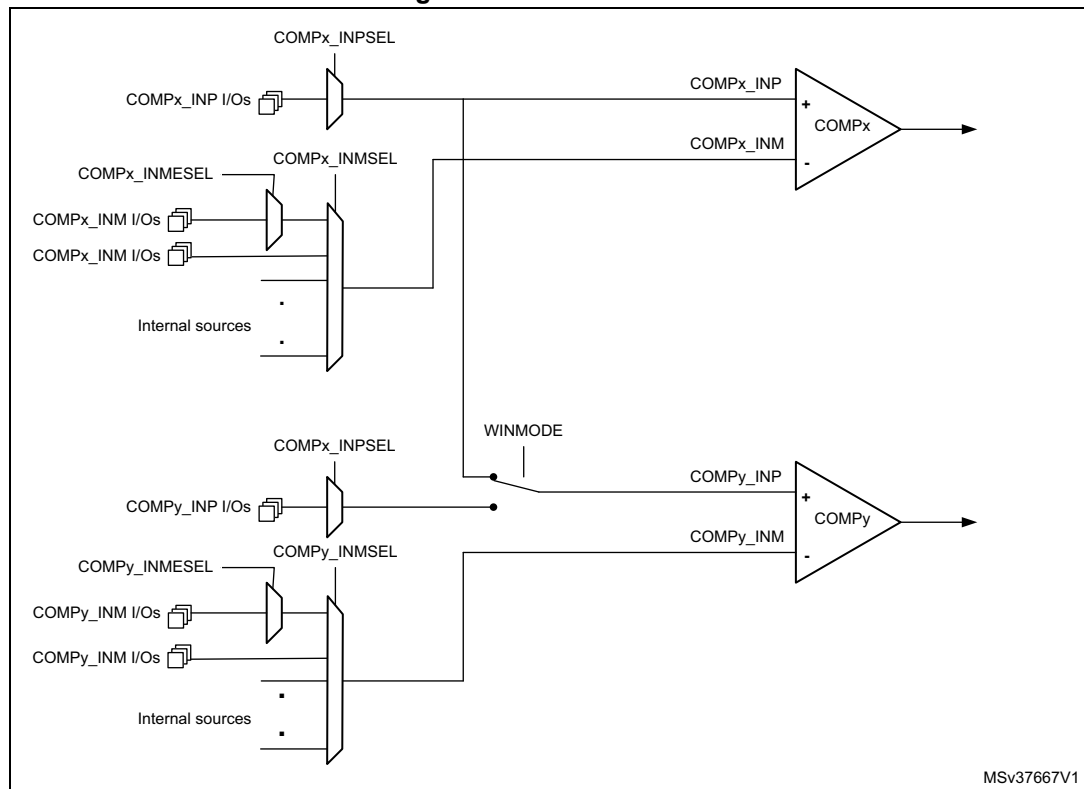 COMPx_INPSEL
COMPx_INP I/Os
COMPx_INP
+
COMPx
COMPx_INM
-
COMPx_INMSEL
COMPx_INMESEL
COMPx_INM I/Os
COMPx_INM I/Os
Internal sources
WINMODE
COMPx_INPSEL
COMPy_INP I/Os
COMPy_INP
+
COMPy
COMPy_INM
-
COMPy_INMSEL
COMPy_INMESEL
COMPy_INM I/Os
COMPy_INM I/Os
Internal sources
MSv37667V1